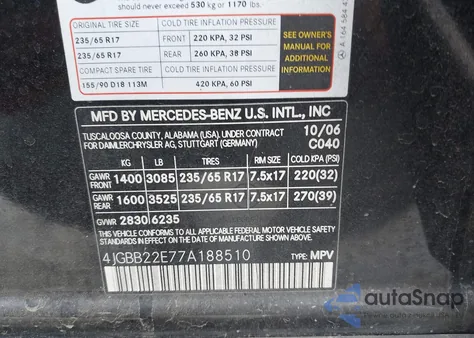 should never exceed 530 kg or 1170 lbs.
ORIGINAL TIRE SIZE COLD TIRE INFLATION PRESSURE
235/65 R17 FRONT 220 KPA, 32 PSI
235/65 R17 REAR 260 KPA, 38 PSI
COMPACT SPARE TIRE COLD TIRE INFLATION PRESSURE
155/90 D18 113M 420 KPA, 60 PSI
SEE OWNER'S
MANUAL FOR
ADDITIONAL
INFORMATION
A 164 584
MFD BY MERCEDES-BENZ U.S. INTL., INC
TUSCALOOSA COUNTY, ALABAMA (USA), UNDER CONTRACT 10/06
FOR DAIMLERCHRYSLER AG, STUTTGART (GERMANY) C040
KG LB TIRES RIM SIZE COLD KPA (PSI)
GAWR FRONT 1400 3085 235/65 R17 7.5x17 220(32)
GAWR REAR 1600 3525 235/65 R17 7.5x17 270(39)
GVWR 2830 6235
THIS VEHICLE CONFORMS TO ALL APPLICABLE FEDERAL MOTOR VEHICLE SAFETY
STANDARDS IN EFFECT ON THE DATE OF MANUFACTURE SHOWN ABOVE.
4JGBB22E77A188510 TYPE: MPV
autoSnap